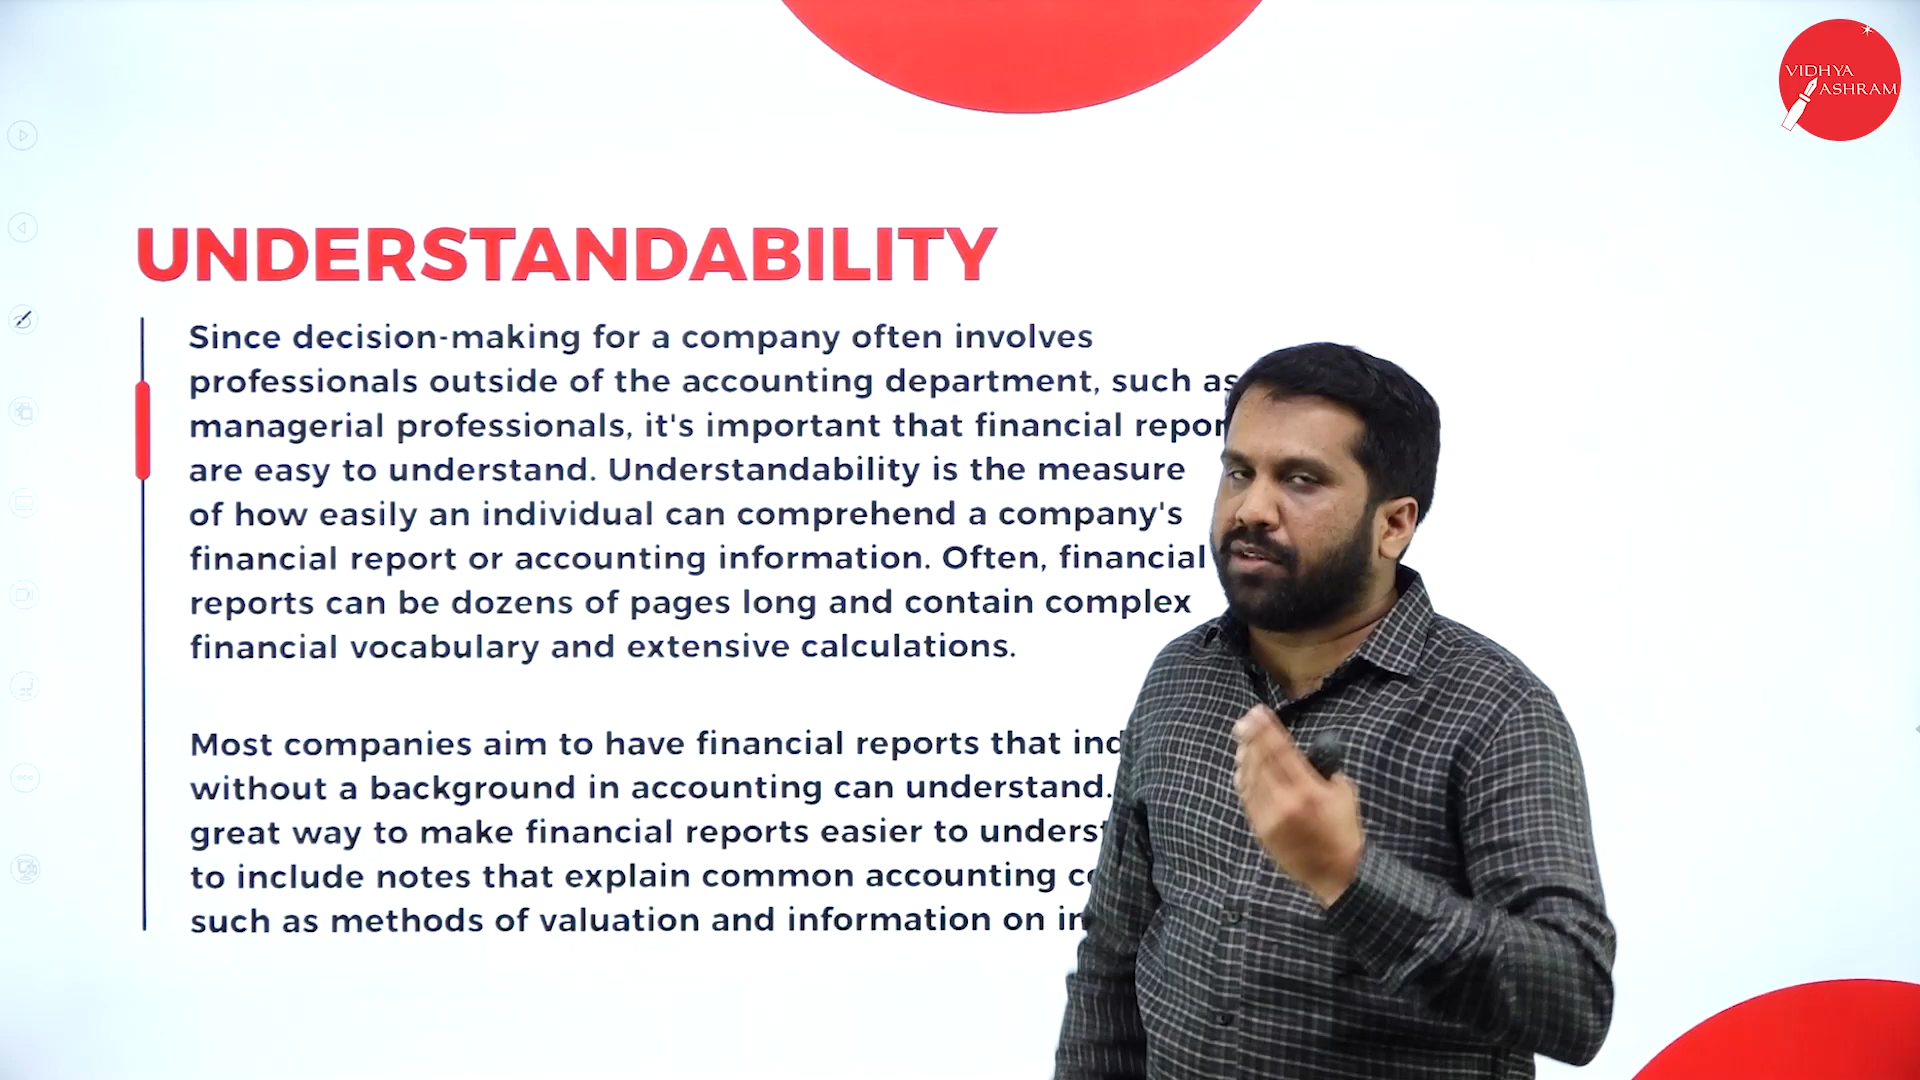 VIDHYA
ASHRAM
UNDERSTANDABILITY
Since decision-making for a company often involves
professionals outside of the accounting department, such as
managerial professionals, it's important that financial
are easy to understand. Understandability is the measure
of how easily an individual can comprehend a company's
financial report or accounting information. Often, financial
reports can be dozens of pages long and contain complex
financial vocabulary and extensive calculations.
Most companies aim to have financial reports that
without a background in accounting can understand.
great way to make financial reports easier to
to include notes that explain common accounting
such as methods of valuation and information on